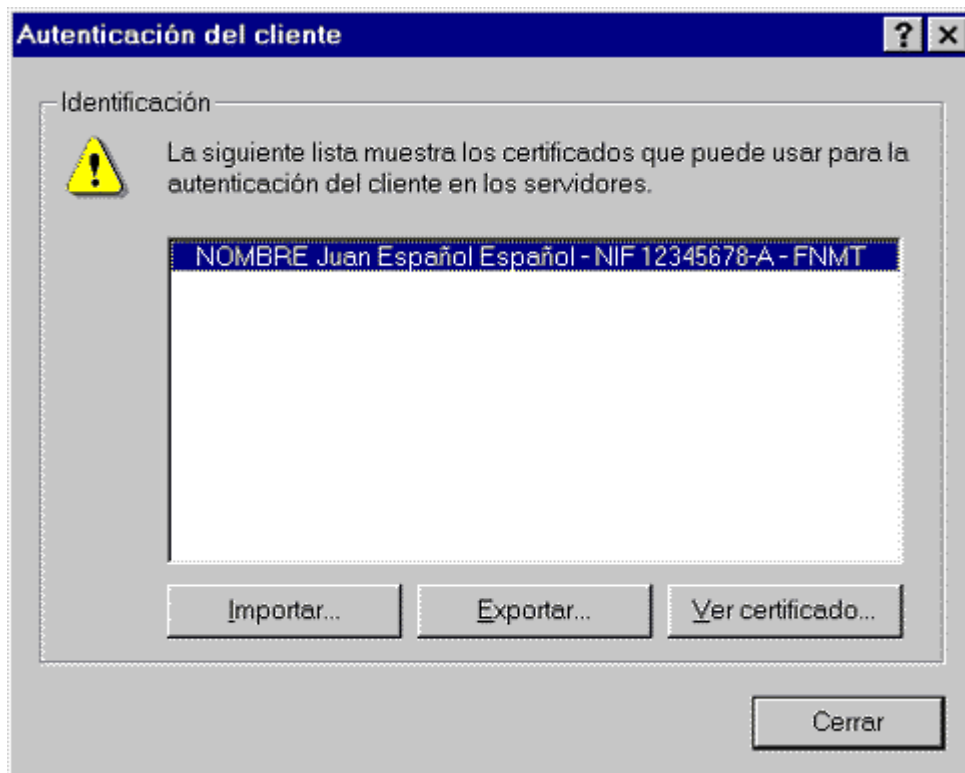 Autenticación del cliente
Identificación
La siguiente lista muestra los certificados que puede usar para la
autenticación del cliente en los servidores.
NOMBRE Juan Español Español - NIF 12345678-A - FNMT
Importar... Exportar... Ver certificado...
Cerrar